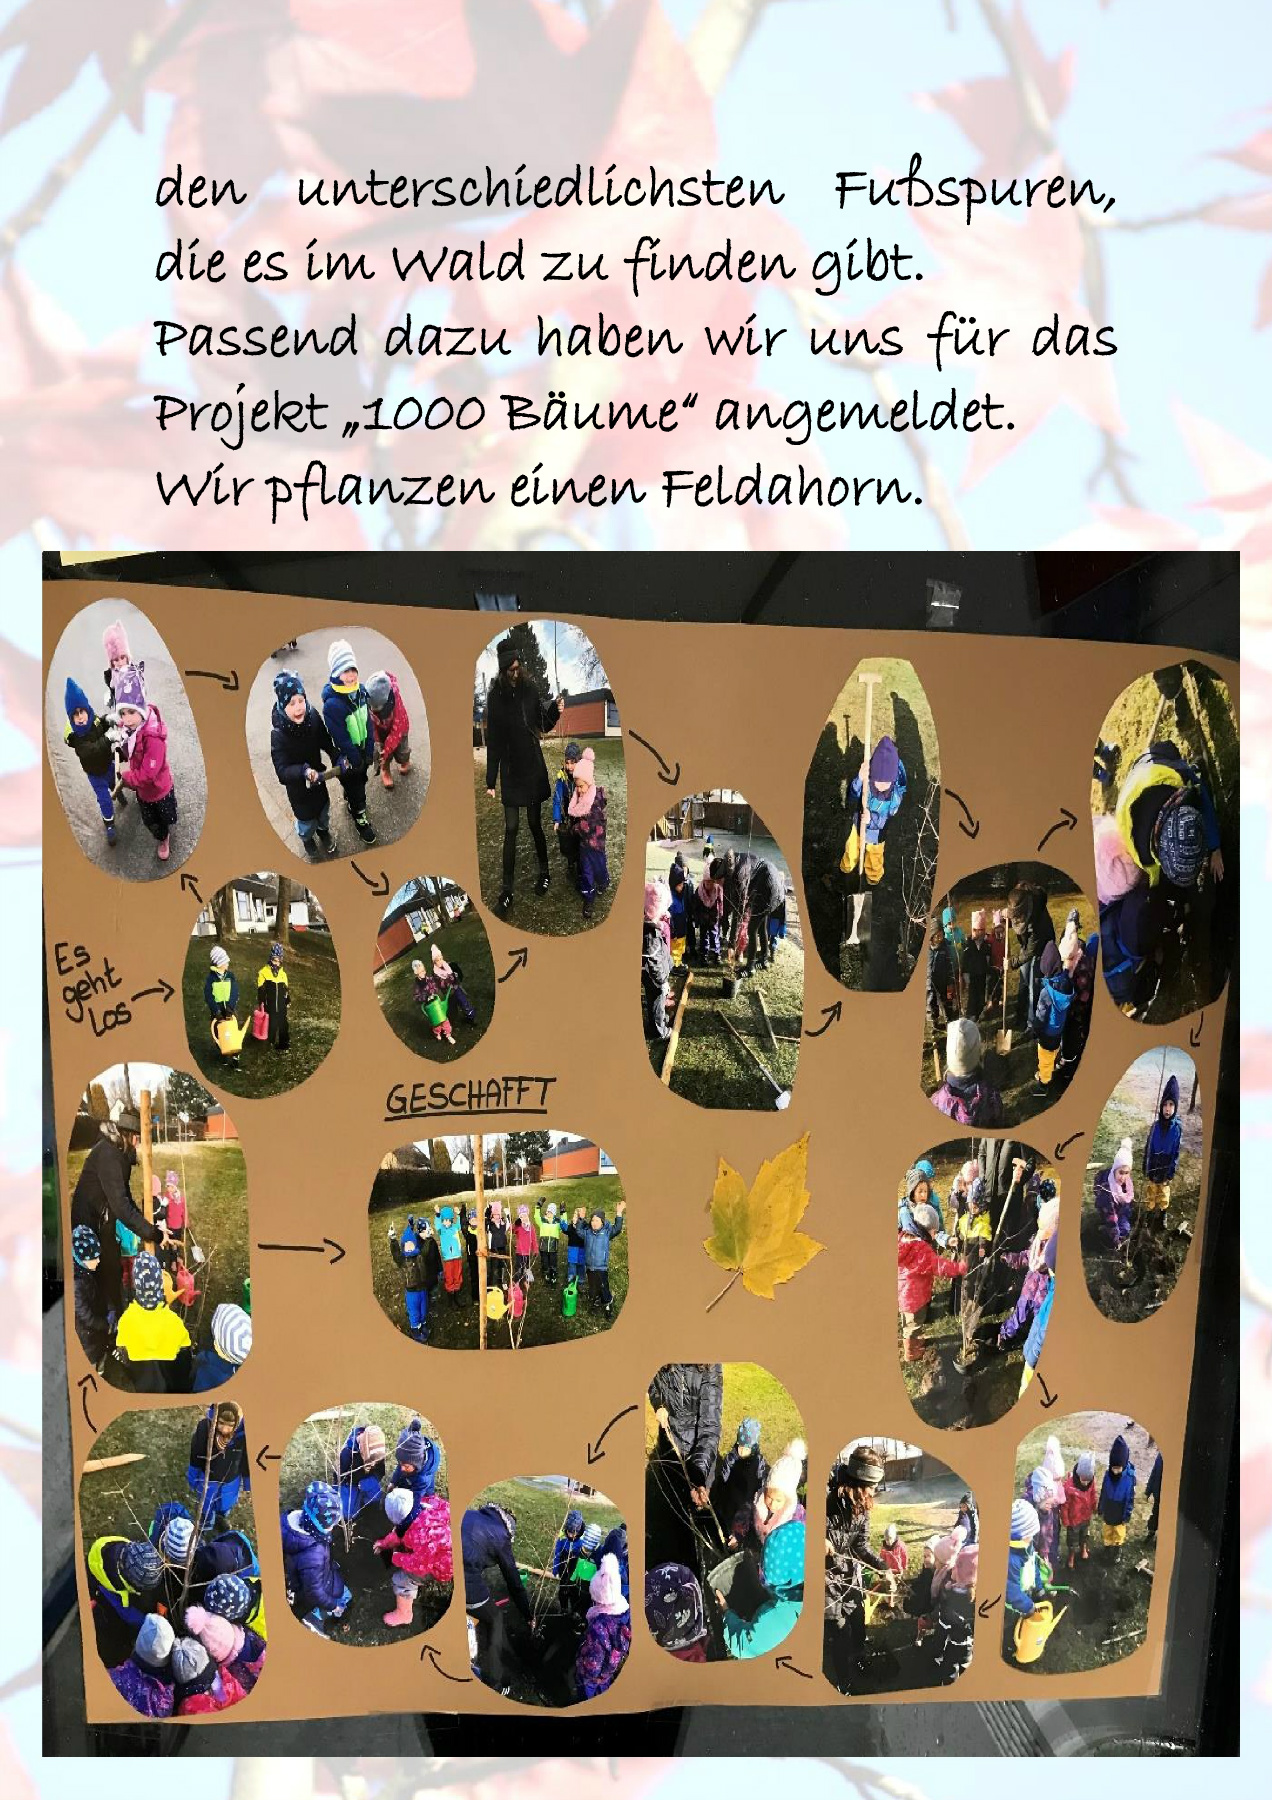 den unterschiedlichsten Fußspuren,
die es im Wald zu finden gibt.
Passend dazu haben wir uns für das
Projekt „1000 Bäume“ angemeldet.
Wir pflanzen einen Feldahorn.
Es
geht
Los
GESCHAFFT